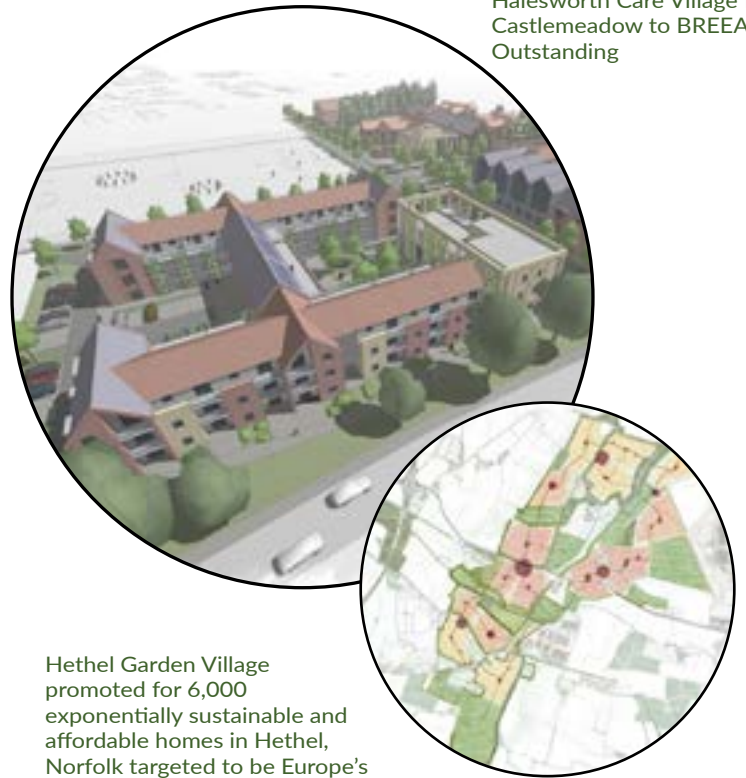 Halesworth Care Village
Castlemeadow to BREEA
Outstanding
Hethel Garden Village
promoted for 6,000
exponentially sustainable and
affordable homes in Hethel,
Norfolk targeted to be Europe's